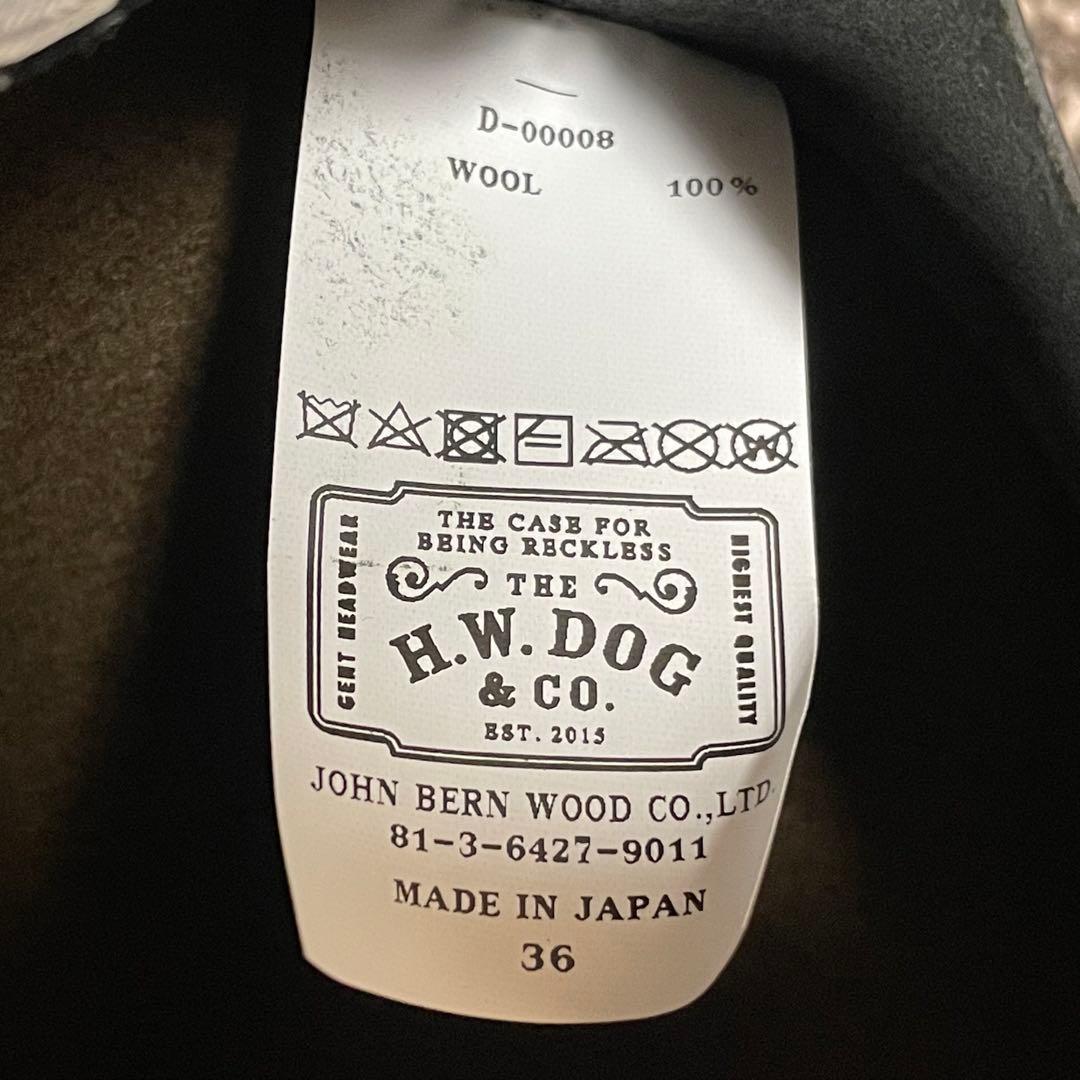 D-00008
WOOL 100%
THE CASE FOR
BEING RECKLESS
THE
H.W. DOG
& CO.
EST. 2015
GENT HEADWEAR
HIGHEST QUALITY
JOHN BERN WOOD CO.,LTD.
81-3-6427-9011
MADE IN JAPAN
36